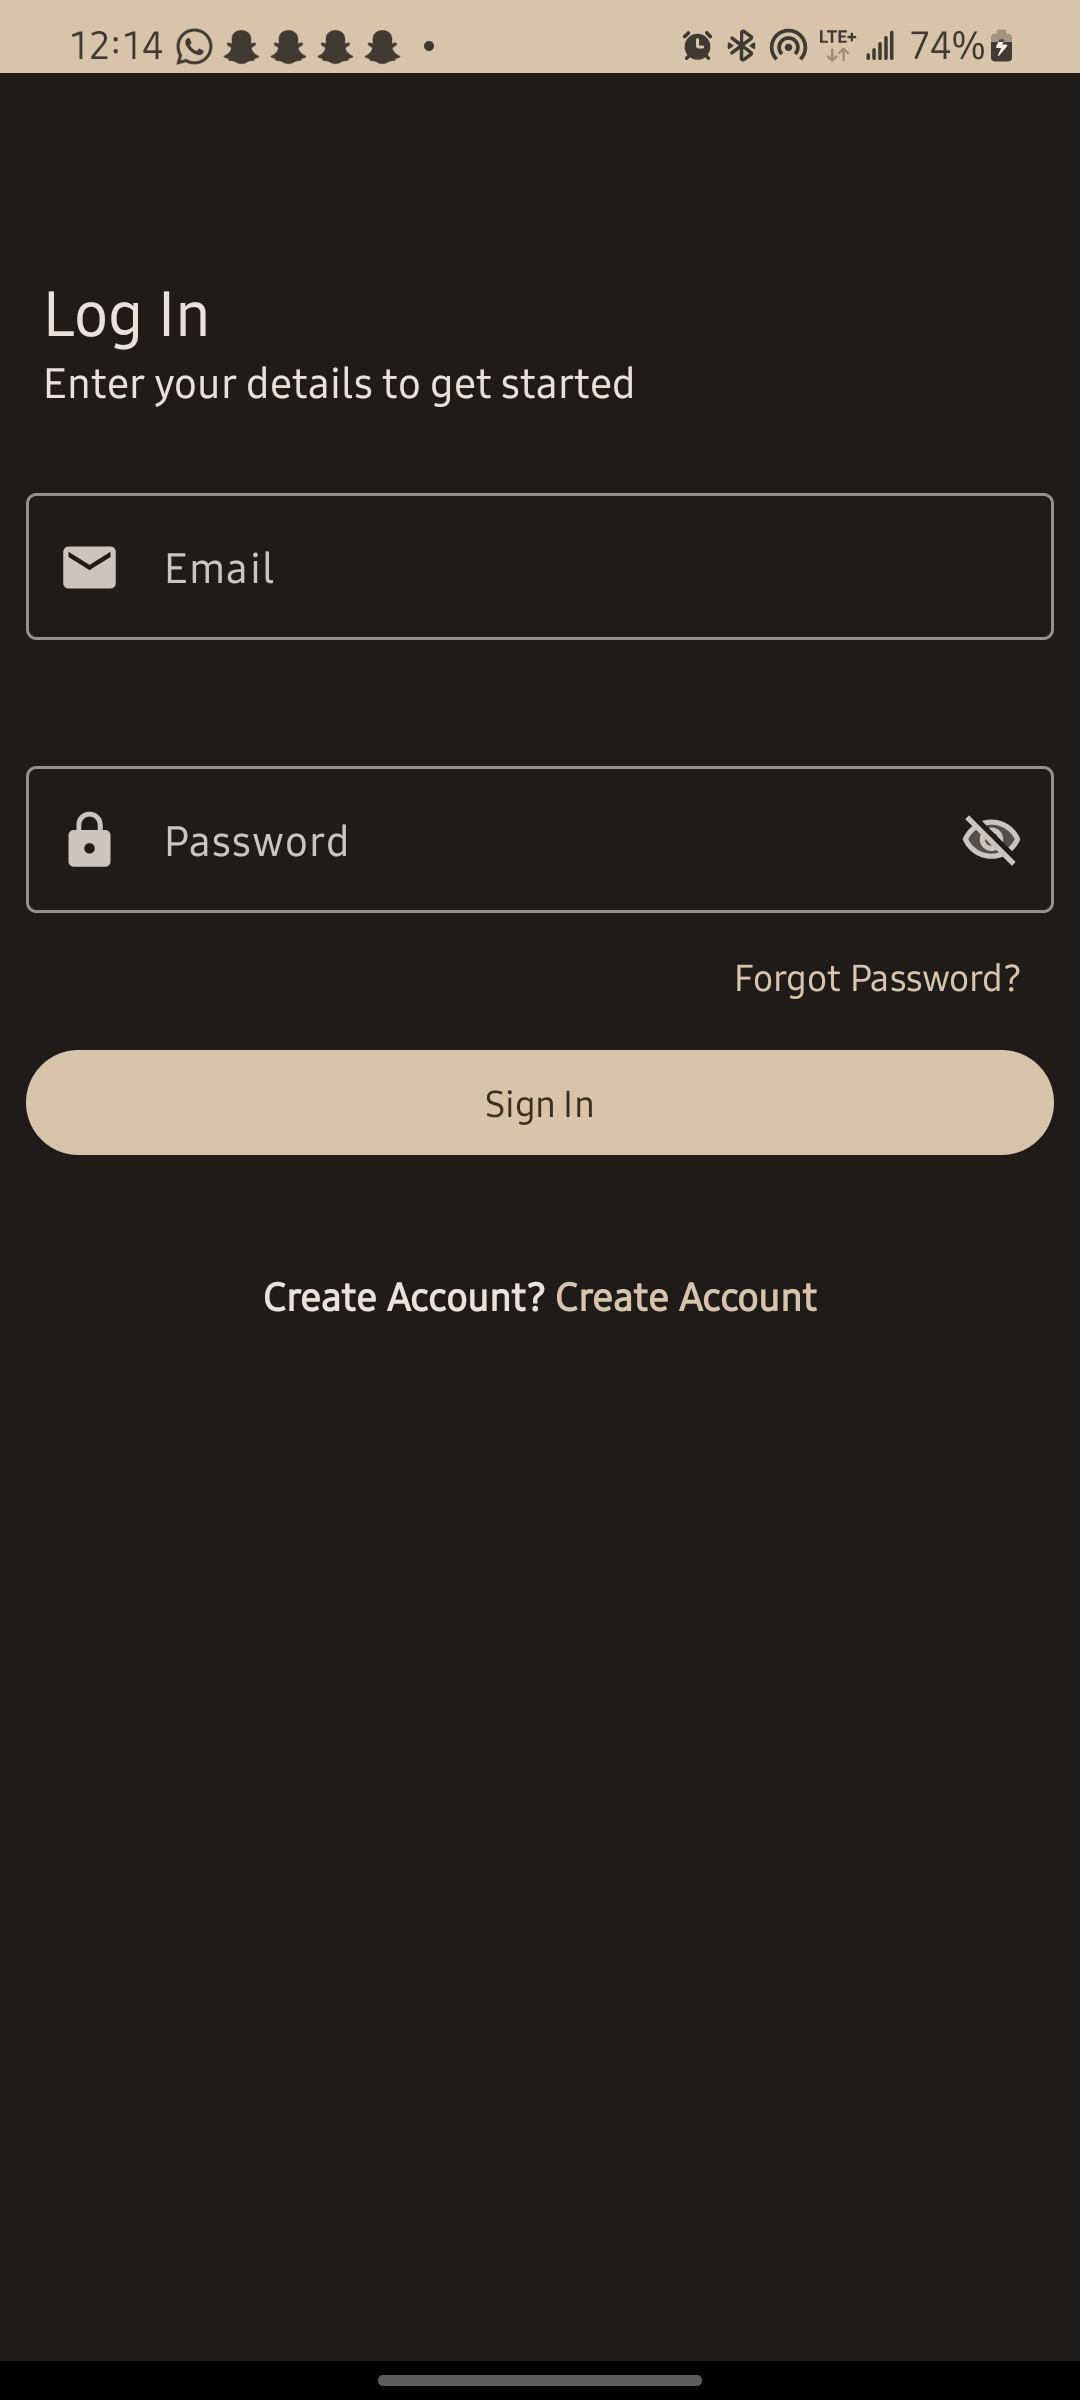 12:14 LTE+ 74%
Log In
Enter your details to get started
Email
Password
Forgot Password?
Sign In
Create Account? Create Account